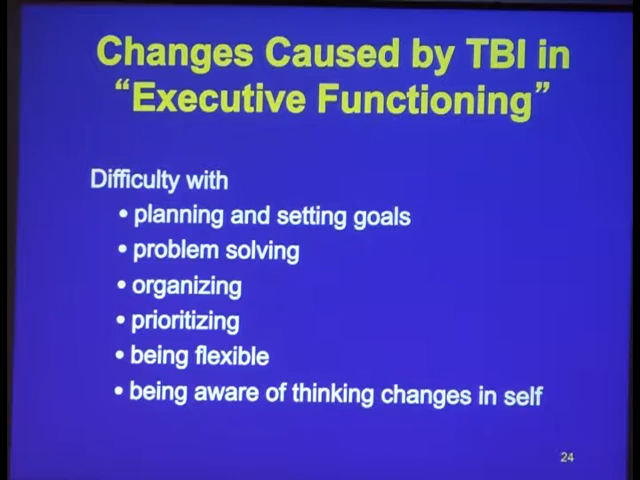 Changes Caused by TBI in
“Executive Functioning”
Difficulty with
• planning and setting goals
• problem solving
• organizing
• prioritizing
• being flexible
• being aware of thinking changes in self
24